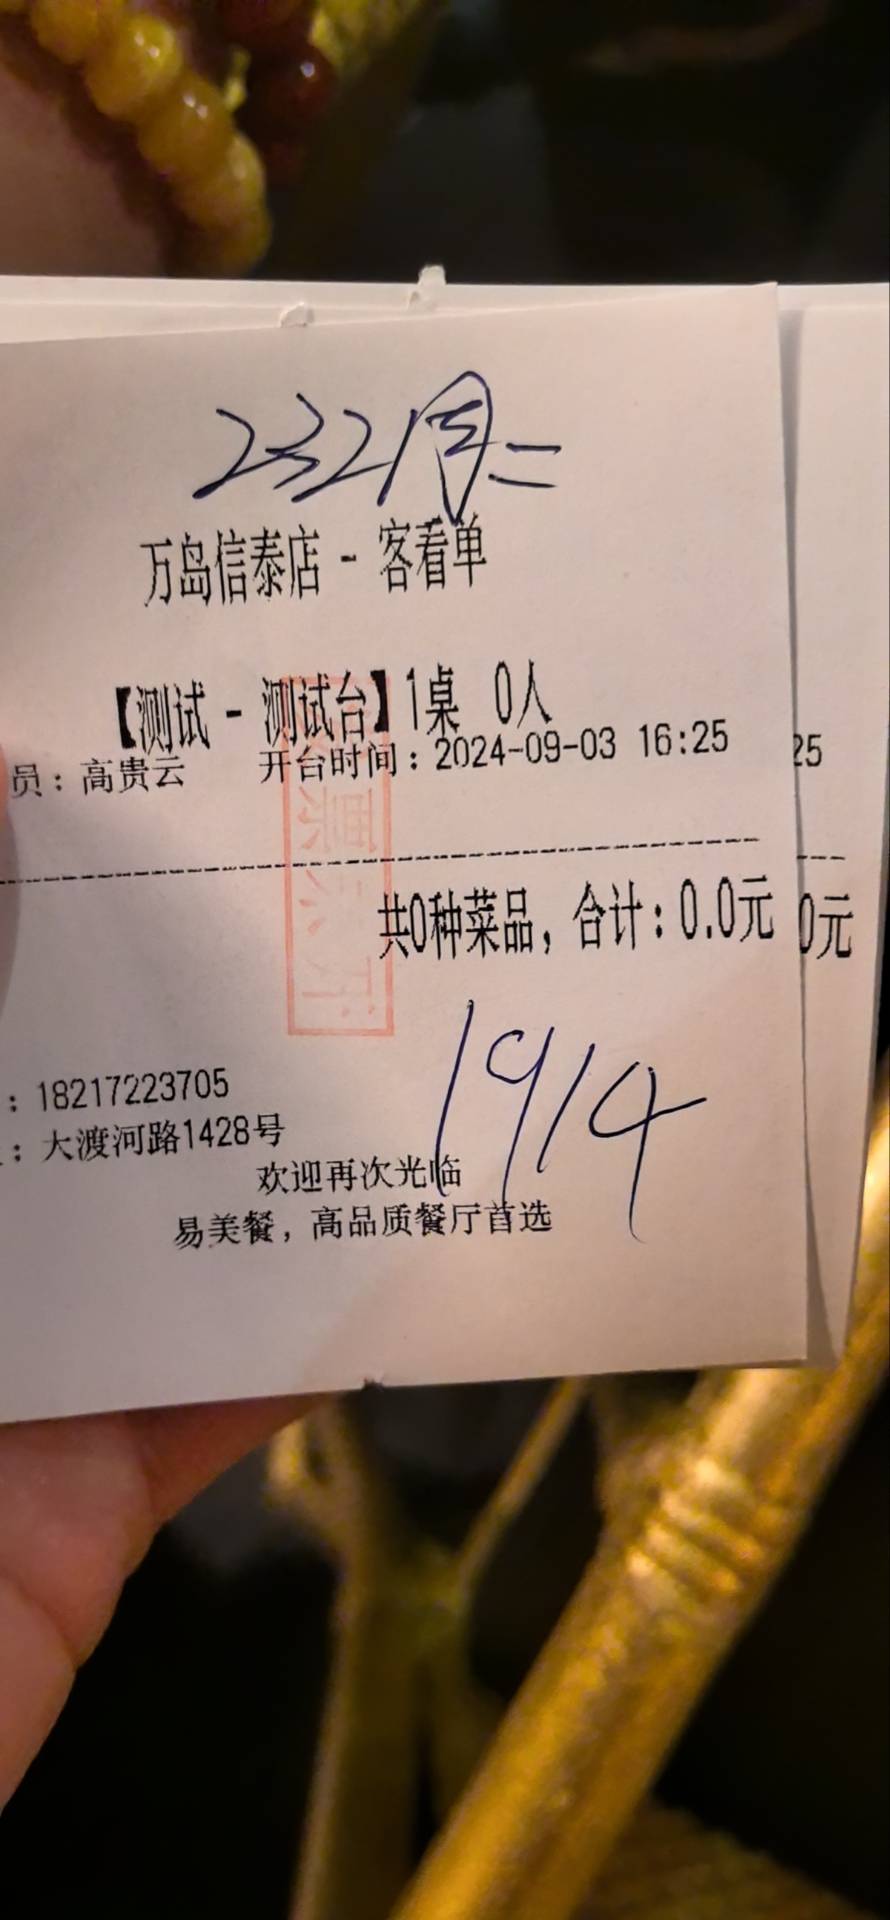 232周二
万岛信泰店 - 客看单
【测试 - 测试台】1桌 0人
员：高贵云 开台时间：2024-09-03 16:25
25
共0种菜品，合计：0.0元
0元
1914
：18217223705
：大渡河路1428号
欢迎再次光临
易美餐，高品质餐厅首选